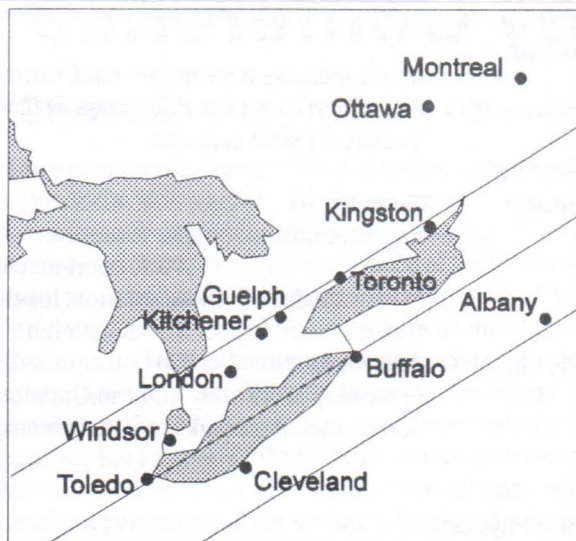 Montreal
Ottawa
Kingston
Toronto
Guelph
Albany
Kitchener
Buffalo
London
Windsor
Toledo
Cleveland